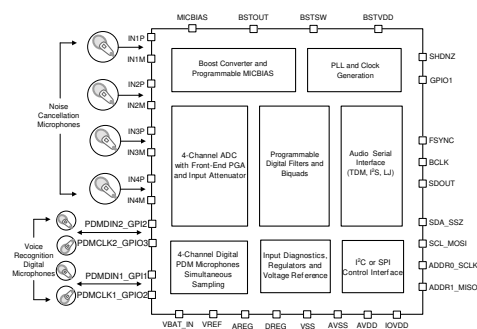 MICBIAS
BSTOUT
BSTSW
BSTVDD
IN1P
IN1M
IN2P
IN2M
IN3P
IN3M
IN4P
IN4M
Noise
Cancellation
Microphones
PDMDIN2_GPI2
PDMCLK2_GPIO3
PDMDIN1_GPI1
PDMCLK1_GPIO2
Voice
Recognition
Digital
Microphones
Boost Converter and
Programmable MICBIAS
PLL and Clock
Generation
4-Channel ADC
with Front-End PGA
and Input Attenuator
Programmable
Digital Filters and
Biquads
Audio Serial
Interface
(TDM, I²S, LJ)
4-Channel Digital
PDM Microphones
Simultaneous
Sampling
Input Diagnostics,
Regulators and
Voltage Reference
I²C or SPI
Control Interface
SHDNZ
GPIO1
FSYNC
BCLK
SDOUT
SDA_SSZ
SCL_MOSI
ADDR0_SCLK
ADDR1_MISO
VBAT_IN
VREF
AREG
DREG
VSS
AVSS
AVDD
IOVDD